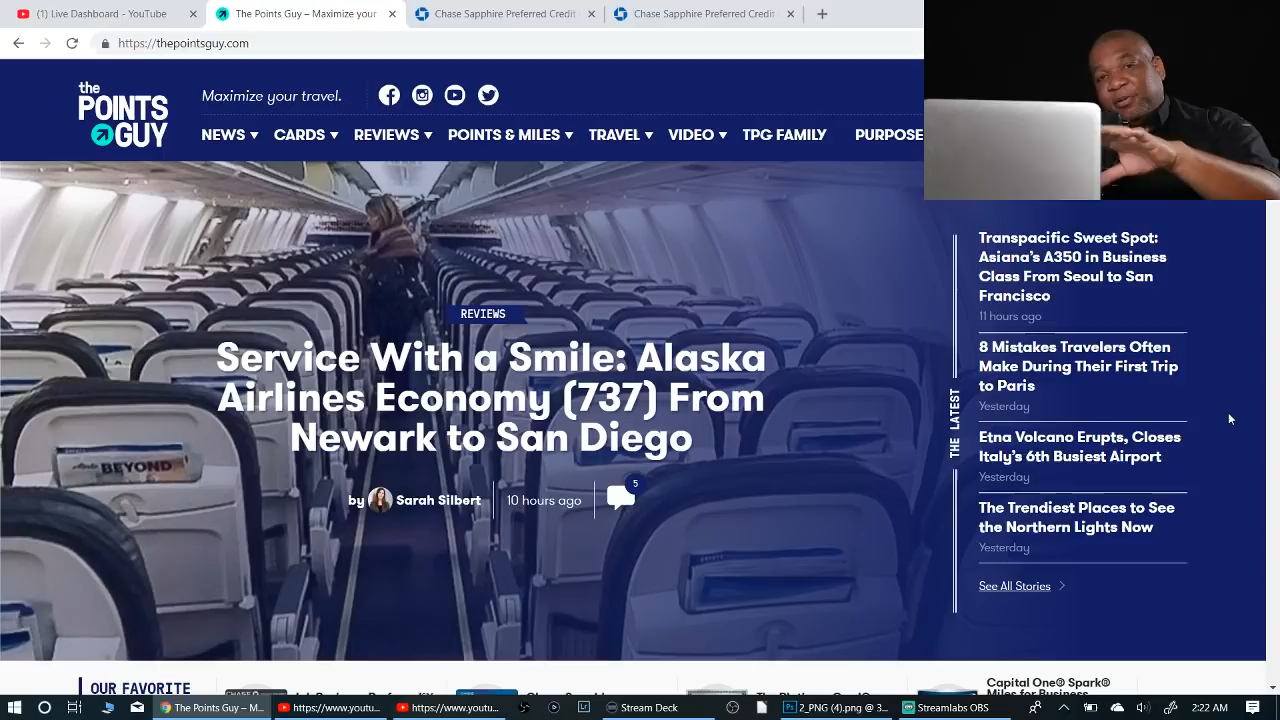 (1) Live Dashboard - YouTube
The Points Guy – Maximize your
Chase Sapphire Preferred Credit
Chase Sapphire Preferred Credit
https://thepointsguy.com
the
POINTS
GUY
Maximize your travel.
NEWS CARDS REVIEWS POINTS & MILES TRAVEL VIDEO TPG FAMILY PURPOSE
REVIEWS
Service With a Smile: Alaska
Airlines Economy (737) From
Newark to San Diego
by Sarah Silbert 10 hours ago 5
BEYOND
THE LATEST
Transpacific Sweet Spot:
Asiana's A350 in Business
Class From Seoul to San
Francisco
11 hours ago
8 Mistakes Travelers Often
Make During Their First Trip
to Paris
Yesterday
Etna Volcano Erupts, Closes
Italy's 6th Busiest Airport
Yesterday
The Trendiest Places to See
the Northern Lights Now
Yesterday
See All Stories
OUR FAVORITE
Capital One® Spark®
Miles for Business
The Points Guy – M...
https://www.youtu...
https://www.youtu...
Stream Deck
2_PNG (4).png @ 3...
Streamlabs OBS
2:22 AM